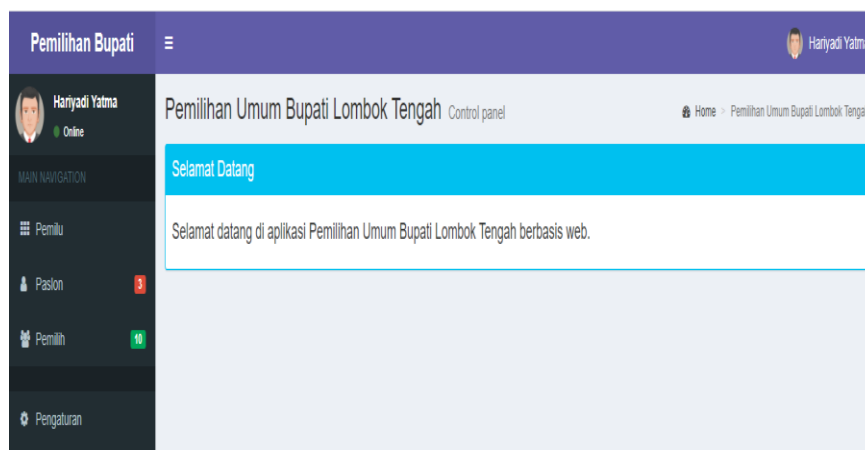 Pemilihan Bupati
Hariyadi Yatma
Hariyadi Yatma
Online
Pemilihan Umum Bupati Lombok Tengah Control panel
Home > Pemilihan Umum Bupati Lombok Tenga
MAIN NAVIGATION
Selamat Datang
Pemilu
Selamat datang di aplikasi Pemilihan Umum Bupati Lombok Tengah berbasis web.
Paslon 3
Pemilih 10
Pengaturan